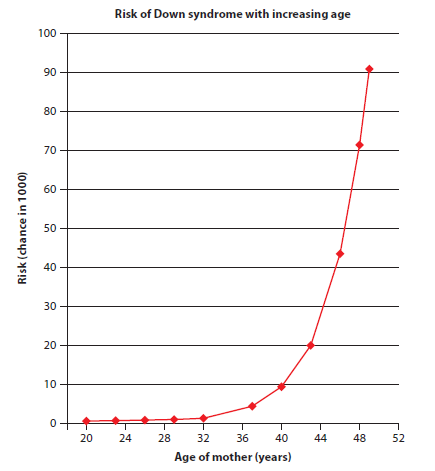 Risk of Down syndrome with increasing age
100
90
80
70
60
50
40
30
20
10
0
Risk (chance in 1000)
20 24 28 32 36 40 44 48 52
Age of mother (years)